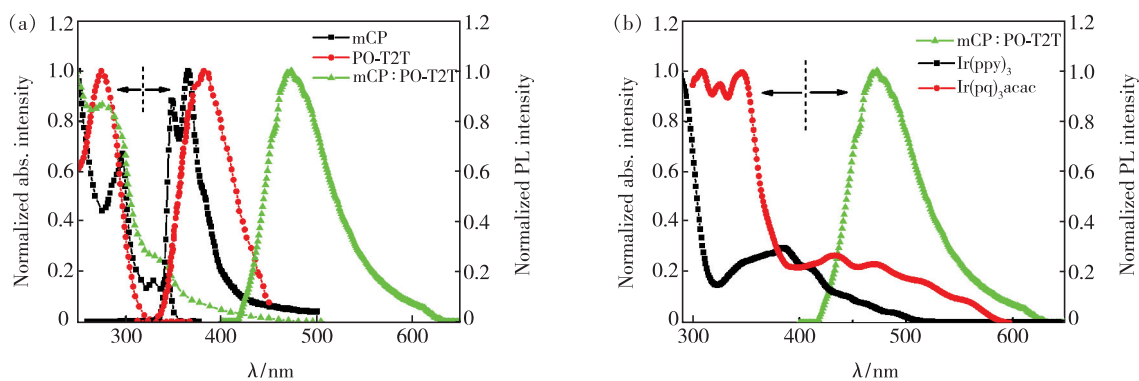 (a)
mCP
PO-T2T
mCP：PO-T2T
Normalized abs. intensity
1.2
1.0
0.8
0.6
0.4
0.2
0
Normalized PL intensity
1.2
1.0
0.8
0.6
0.4
0.2
0
300
400
500
600
λ/nm
(b)
mCP：PO-T2T
Ir(ppy)3
Ir(pq)3acac
Normalized abs. intensity
1.2
1.0
0.8
0.6
0.4
0.2
0
Normalized PL intensity
1.2
1.0
0.8
0.6
0.4
0.2
0
300
400
500
600
λ/nm